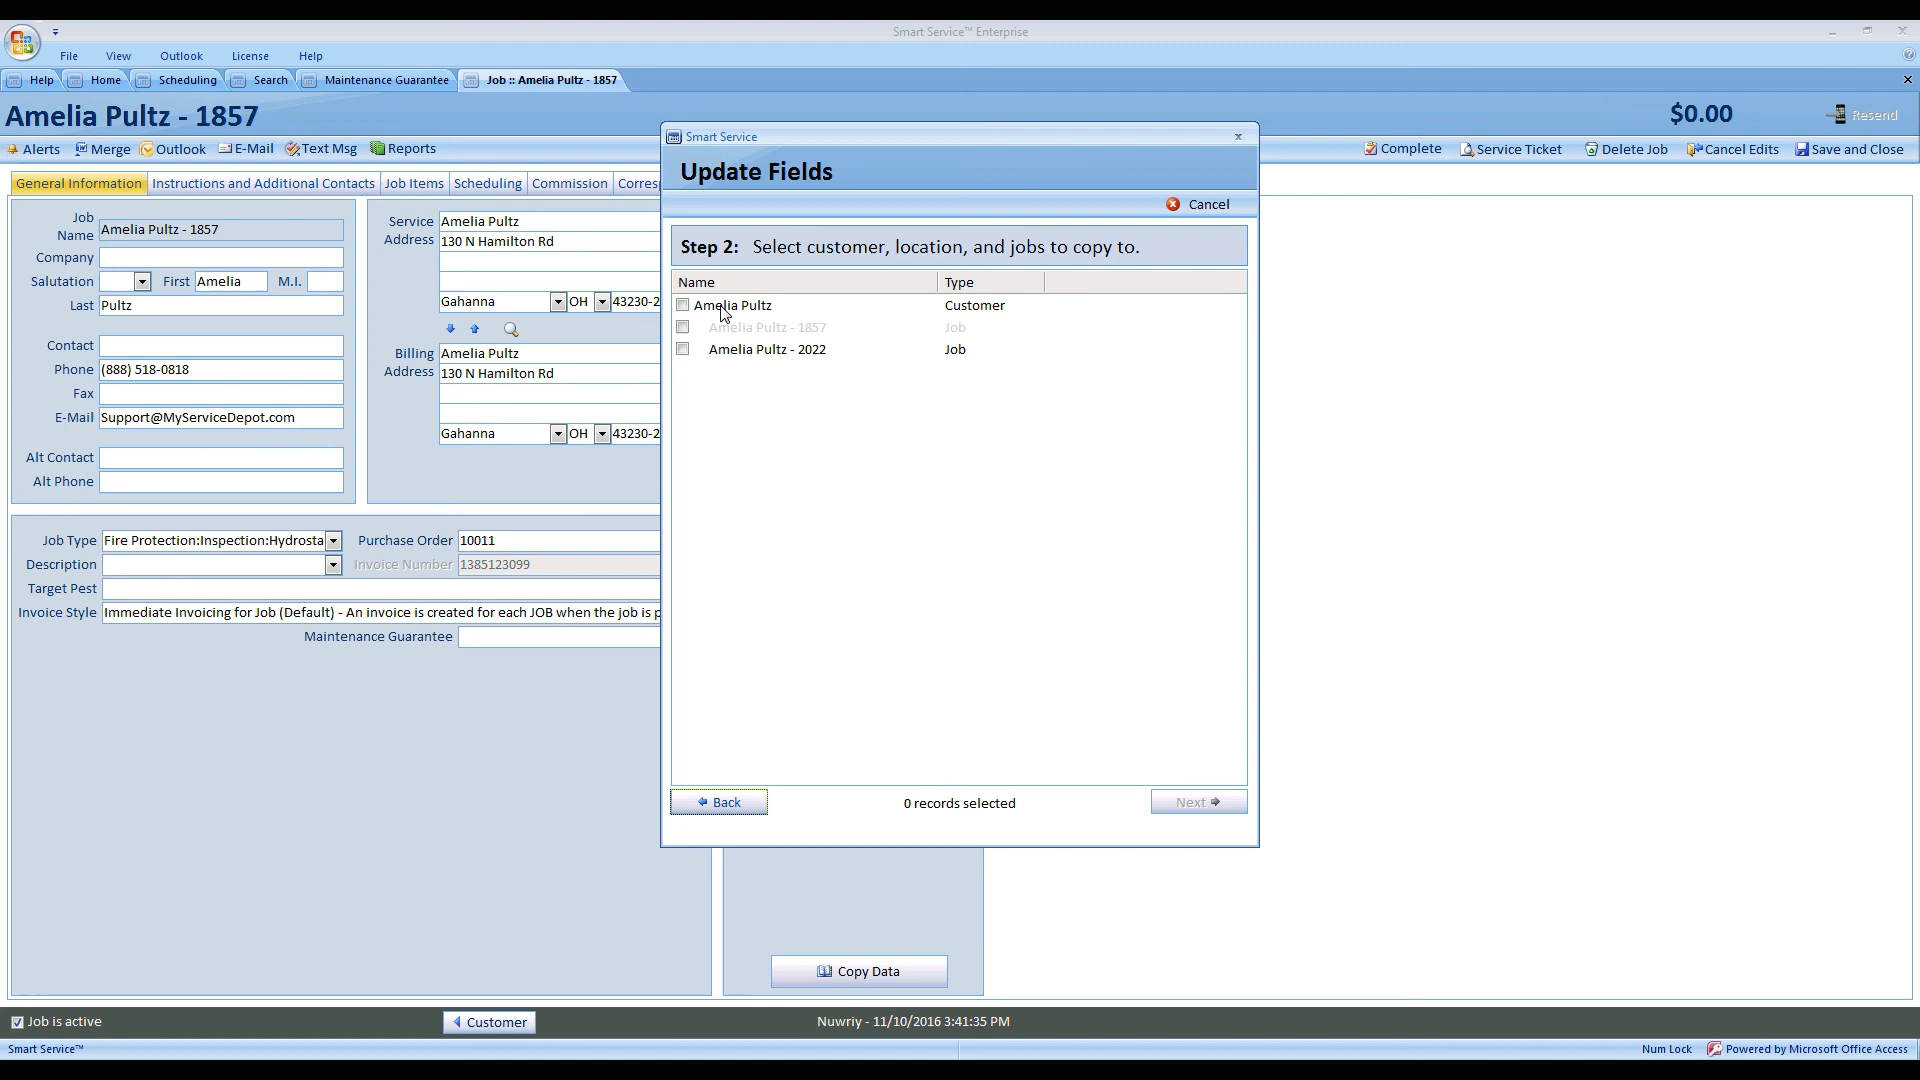 Smart Service™ Enterprise
File View Outlook License Help
Help Home Scheduling Search Maintenance Guarantee Job :: Amelia Pultz - 1857
Amelia Pultz - 1857 $0.00 Resend
Alerts Merge Outlook E-Mail Text Msg Reports Complete Service Ticket Delete Job Cancel Edits Save and Close
General Information Instructions and Additional Contacts Job Items Scheduling Commission Corres
Job Name Amelia Pultz - 1857
Company
Salutation First Amelia M.I.
Last Pultz
Contact
Phone (888) 518-0818
Fax
E-Mail Support@MyServiceDepot.com
Alt Contact
Alt Phone
Service Address Amelia Pultz
130 N Hamilton Rd
Gahanna OH 43230-2
Billing Address Amelia Pultz
130 N Hamilton Rd
Gahanna OH 43230-2
Job Type Fire Protection:Inspection:Hydrosta Purchase Order 10011
Description Invoice Number 1385123099
Target Pest
Invoice Style Immediate Invoicing for Job (Default) - An invoice is created for each JOB when the job is p
Maintenance Guarantee
Smart Service
Update Fields
Cancel
Step 2: Select customer, location, and jobs to copy to.
Name Type
Amelia Pultz Customer
Amelia Pultz - 1857 Job
Amelia Pultz - 2022 Job
Back 0 records selected Next
Copy Data
Job is active Customer Nuwriy - 11/10/2016 3:41:35 PM
Smart Service™ Num Lock Powered by Microsoft Office Access